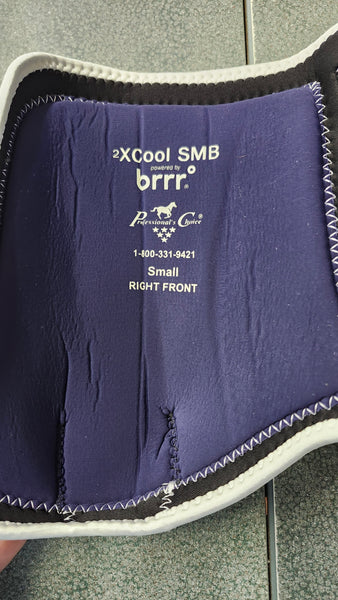 2XCool SMB
powered by
brrr°
Professional's Choice®
1-800-331-9421
Small
RIGHT FRONT